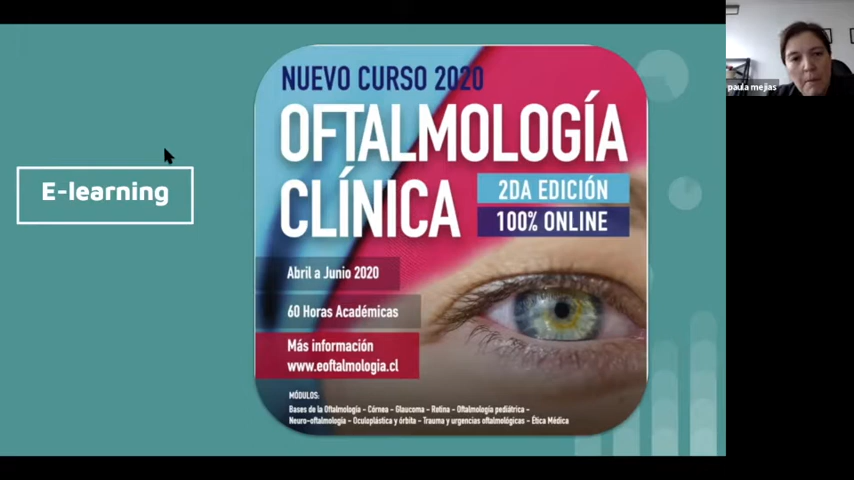 E-learning
NUEVO CURSO 2020
OFTALMOLOGÍA
CLÍNICA
2DA EDICIÓN
100% ONLINE
Abril a Junio 2020
60 Horas Académicas
Más información
www.eoftalmologia.cl
MÓDULOS:
Bases de la Oftalmología – Córnea – Glaucoma – Retina – Oftalmología pediátrica –
Neuro-oftalmología – Oculoplástica y órbita – Trauma y urgencias oftalmológicas – Ética Médica
paula mejias